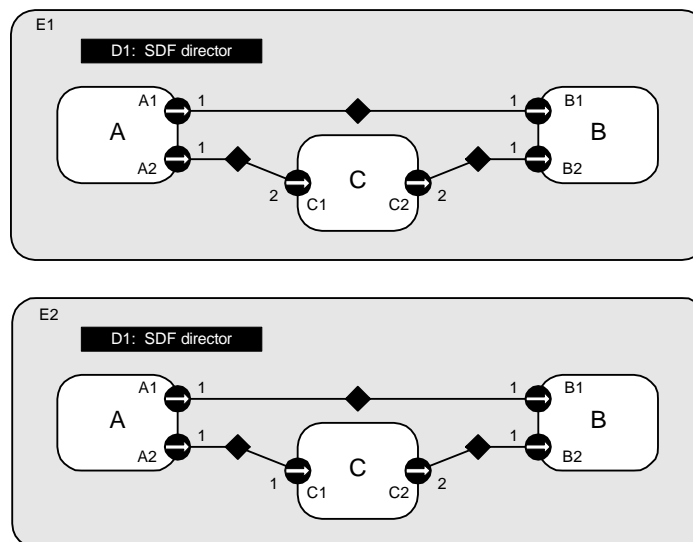 E1
D1: SDF director
A1 1 1 B1
A B
A2 1 1 B2
C
2 C1 C2 2
E2
D1: SDF director
A1 1 1 B1
A B
A2 1 1 B2
C
1 C1 C2 2